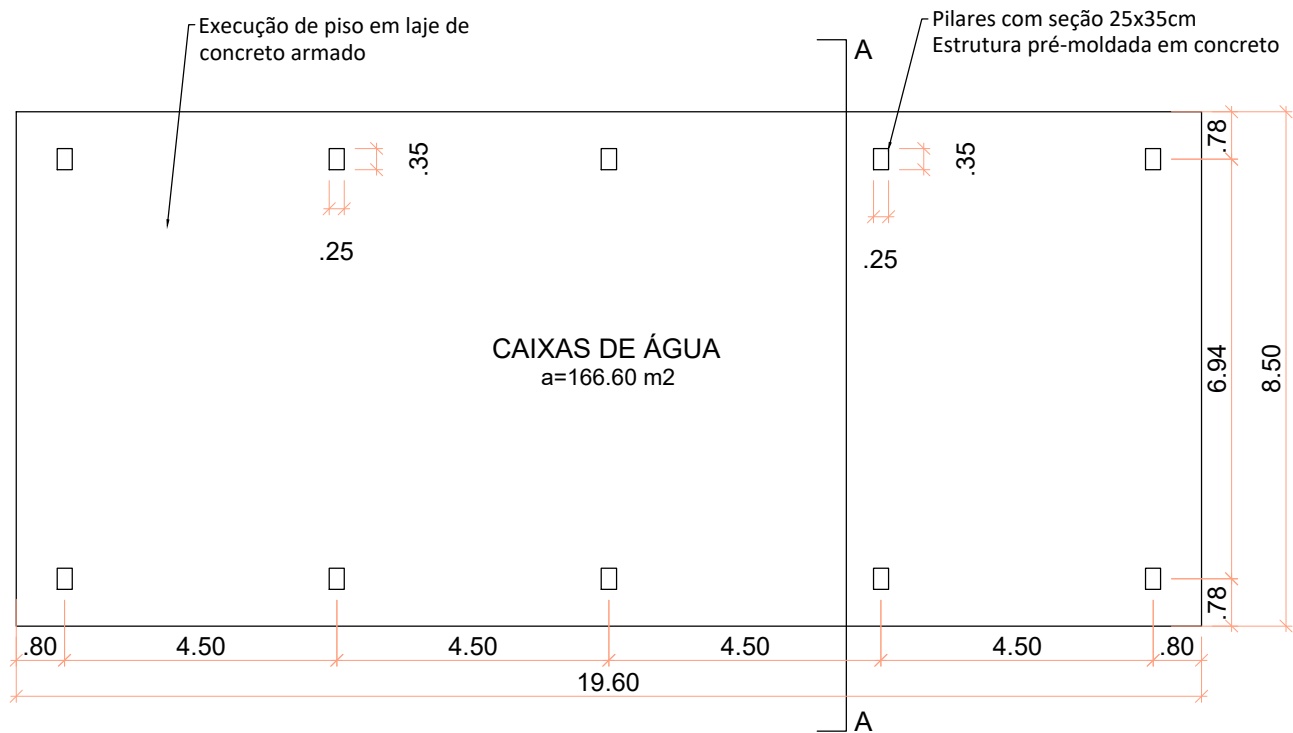 Execução de piso em laje de
concreto armado
Pilares com seção 25x35cm
Estrutura pré-moldada em concreto
A
.78
.35
.35
.25
.25
CAIXAS DE ÁGUA
a=166.60 m2
6.94
8.50
.78
.80
4.50
4.50
4.50
4.50
.80
19.60
A